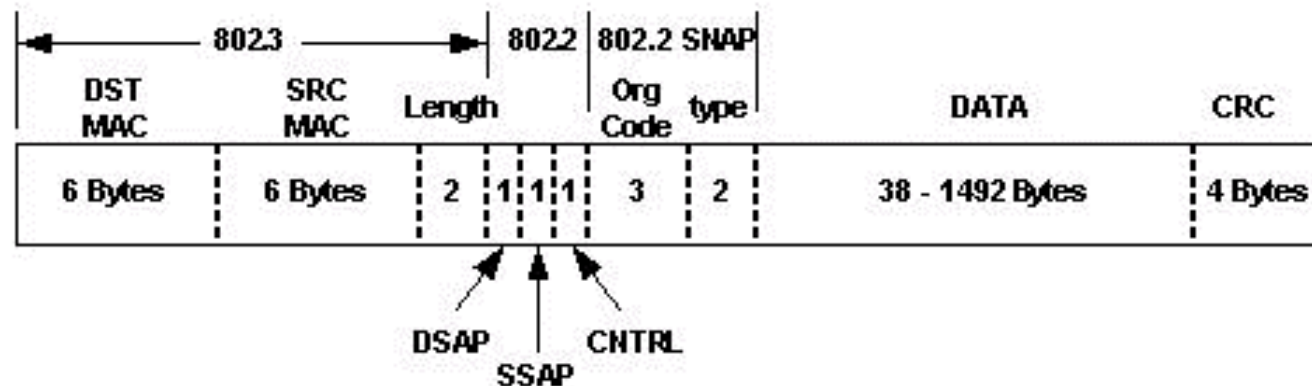 802.3 802.2 802.2 SNAP
DST MAC SRC MAC Length Org Code type DATA CRC
6 Bytes 6 Bytes 2 1 1 1 3 2 38 - 1492 Bytes 4 Bytes
DSAP CNTRL
SSAP